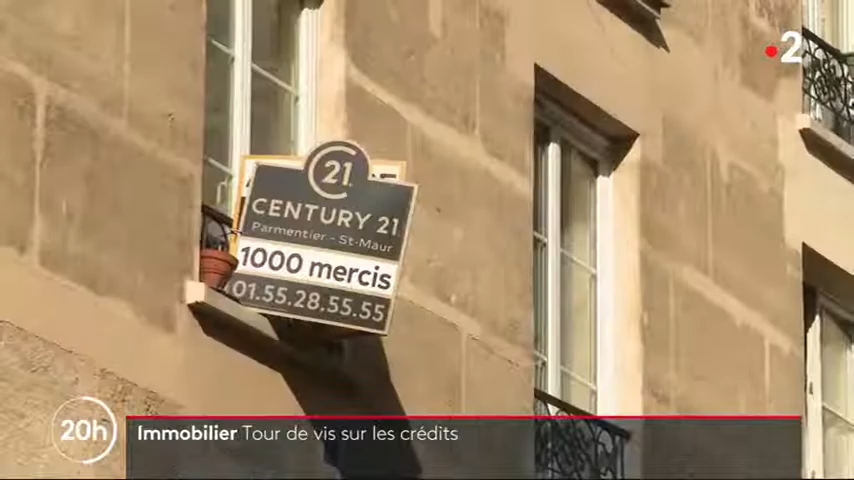 2
21
CENTURY 21
Parmentier - St-Maur
1000 mercis
01.55.28.55.55
20h
Immobilier Tour de vis sur les crédits